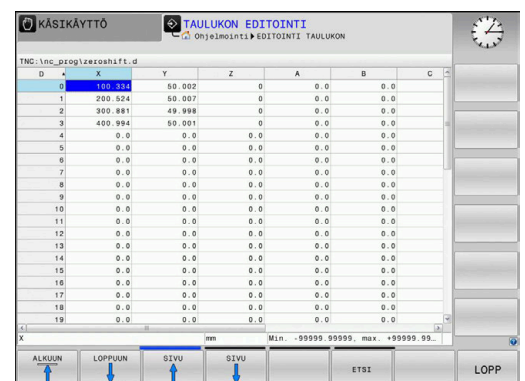 KÄSIKÄYTTÖ
TAULUKON EDITOINTI
Ohjelmointi▶EDITOINTI TAULUKON
TNC:\nc_prog\zeroshift.d
D X Y Z A B C
0 100.334 50.002 0 0.0 0.0
1 200.524 50.007 0 0.0 0.0
2 300.881 49.998 0 0.0 0.0
3 400.994 50.001 0 0.0 0.0
4 0.0 0.0 0.0 0.0 0.0
5 0.0 0.0 0.0 0.0 0.0
6 0.0 0.0 0.0 0.0 0.0
7 0.0 0.0 0.0 0.0 0.0
8 0.0 0.0 0.0 0.0 0.0
9 0.0 0.0 0.0 0.0 0.0
10 0.0 0.0 0.0 0.0 0.0
11 0.0 0.0 0.0 0.0 0.0
12 0.0 0.0 0.0 0.0 0.0
13 0.0 0.0 0.0 0.0 0.0
14 0.0 0.0 0.0 0.0 0.0
15 0.0 0.0 0.0 0.0 0.0
16 0.0 0.0 0.0 0.0 0.0
17 0.0 0.0 0.0 0.0 0.0
18 0.0 0.0 0.0 0.0 0.0
19 0.0 0.0 0.0 0.0 0.0
X mm Min. -99999.99999, max. +99999.99…
ALKUUN LOPPUUN SIVU SIVU ETSI LOPP